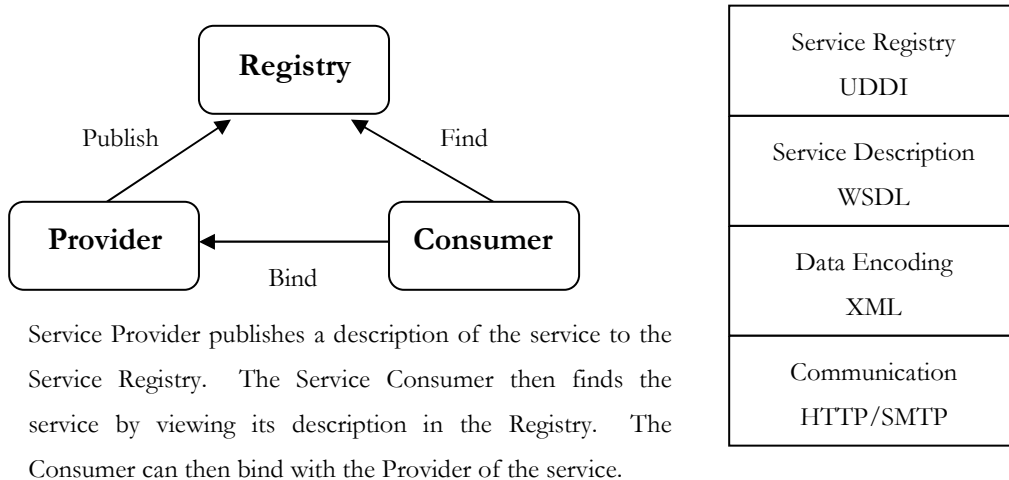 Registry
Publish
Find
Provider
Consumer
Bind
Service Provider publishes a description of the service to the
Service Registry. The Service Consumer then finds the
service by viewing its description in the Registry. The
Consumer can then bind with the Provider of the service.
Service Registry
UDDI
Service Description
WSDL
Data Encoding
XML
Communication
HTTP/SMTP